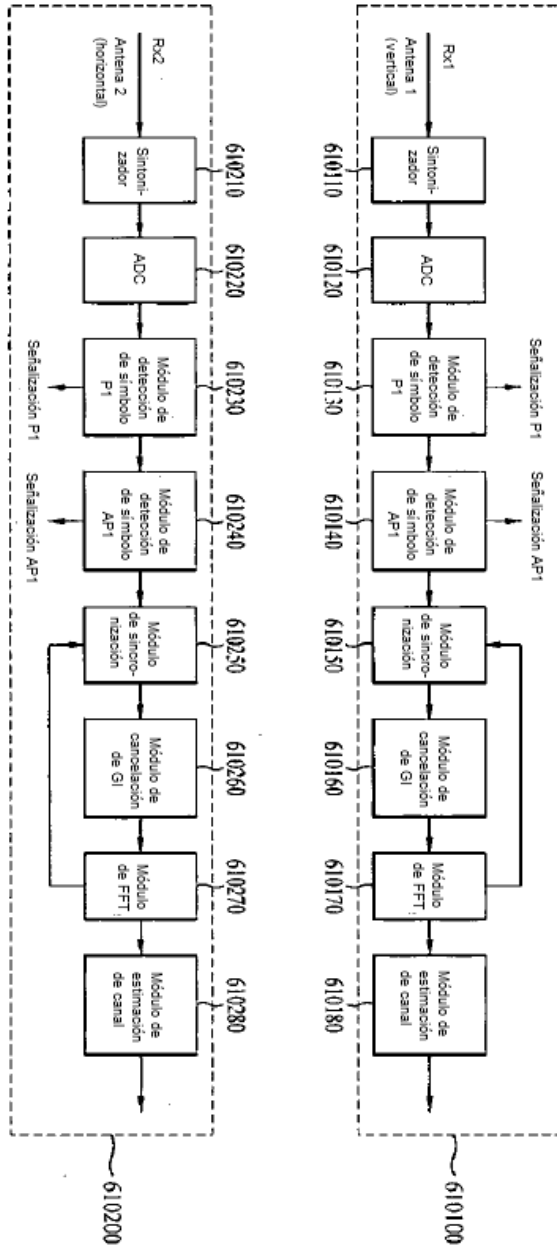 Rx1
Antena 1
(vertical)
Sintoni-
zador
610110
ADC
610120
Módulo de
detección
de símbolo
P1
610130
Señalización P1
Módulo de
detección
de símbolo
AP1
610140
Señalización AP1
Módulo
de sincro-
nización
610150
Módulo de
cancelación
de GI
610160
Módulo
de FFT
610170
Módulo de
estimación
de canal
610180
610100
Rx2
Antena 2
(horizontal)
Sintoni-
zador
610210
ADC
610220
Módulo de
detección
de símbolo
P1
610230
Señalización P1
Módulo de
detección
de símbolo
AP1
610240
Señalización AP1
Módulo
de sincro-
nización
610250
Módulo de
cancelación
de GI
610260
Módulo
de FFT
610270
Módulo de
estimación
de canal
610280
610200